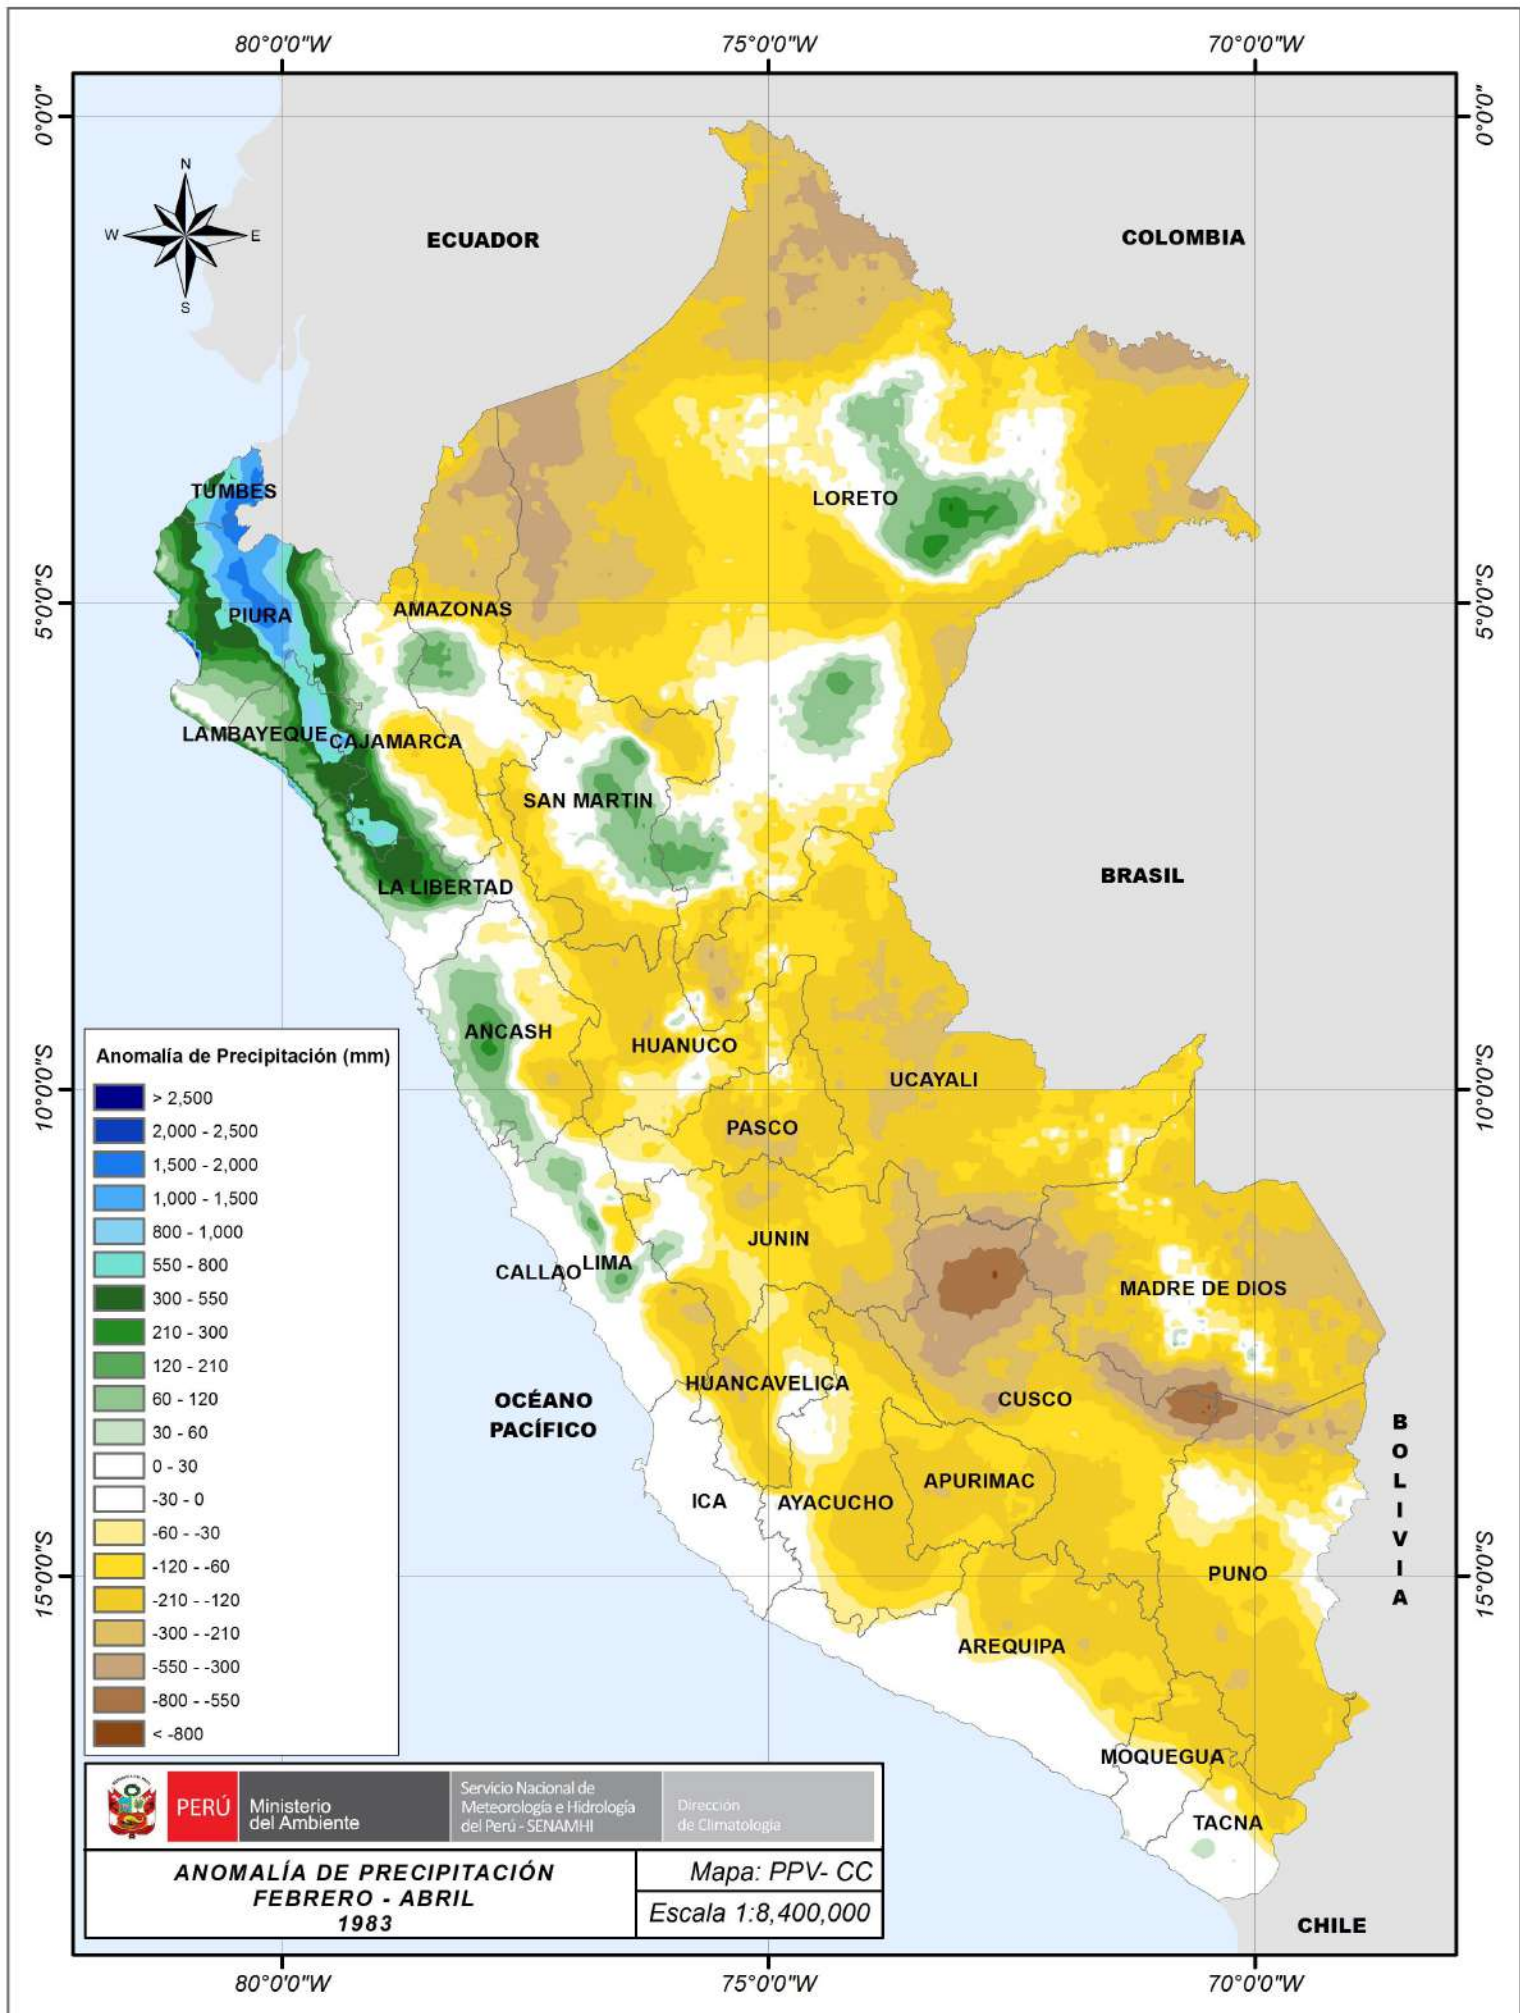 80°0'0"W
75°0'0"W
70°0'0"W
0°0'0"
0°0'0"
N
W
E
S
ECUADOR
COLOMBIA
TUMBES
LORETO
5°0'0"S
5°0'0"S
PIURA
AMAZONAS
LAMBAYEQUE
CAJAMARCA
SAN MARTIN
BRASIL
LA LIBERTAD
ANCASH
HUANUCO
UCAYALI
10°0'0"S
10°0'0"S
PASCO
JUNIN
CALLAO
LIMA
MADRE DE DIOS
HUANCAVELICA
CUSCO
OCÉANO
PACÍFICO
BOLIVIA
APURIMAC
ICA
AYACUCHO
PUNO
15°0'0"S
15°0'0"S
AREQUIPA
MOQUEGUA
TACNA
CHILE
Anomalía de Precipitación (mm)
> 2,500
2,000 - 2,500
1,500 - 2,000
1,000 - 1,500
800 - 1,000
550 - 800
300 - 550
210 - 300
120 - 210
60 - 120
30 - 60
0 - 30
-30 - 0
-60 - -30
-120 - -60
-210 - -120
-300 - -210
-550 - -300
-800 - -550
< -800
PERÚ
Ministerio
del Ambiente
Servicio Nacional de
Meteorología e Hidrología
del Perú - SENAMHI
Dirección
de Climatología
ANOMALÍA DE PRECIPITACIÓN
FEBRERO - ABRIL
1983
Mapa: PPV- CC
Escala 1:8,400,000
80°0'0"W
75°0'0"W
70°0'0"W